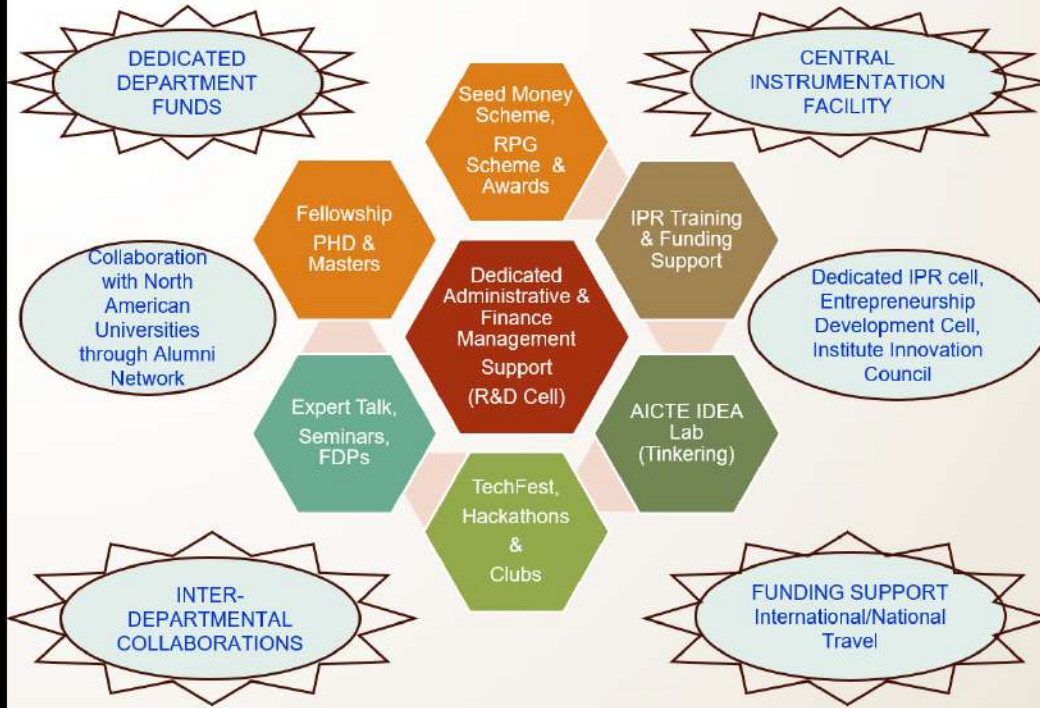 DEDICATED
DEPARTMENT
FUNDS
CENTRAL
INSTRUMENTATION
FACILITY
Seed Money
Scheme,
RPG
Scheme & 
Awards
Fellowship
PHD &
Masters
IPR Training
& Funding
Support
Collaboration
with North
American
Universities
through Alumni
Network
Dedicated
Administrative &
Finance
Management
Support
(R&D Cell)
Dedicated IPR cell,
Entrepreneurship
Development Cell,
Institute Innovation
Council
Expert Talk,
Seminars,
FDPs
AICTE IDEA
Lab
(Tinkering)
TechFest,
Hackathons
&
Clubs
INTER-
DEPARTMENTAL
COLLABORATIONS
FUNDING SUPPORT
International/National
Travel